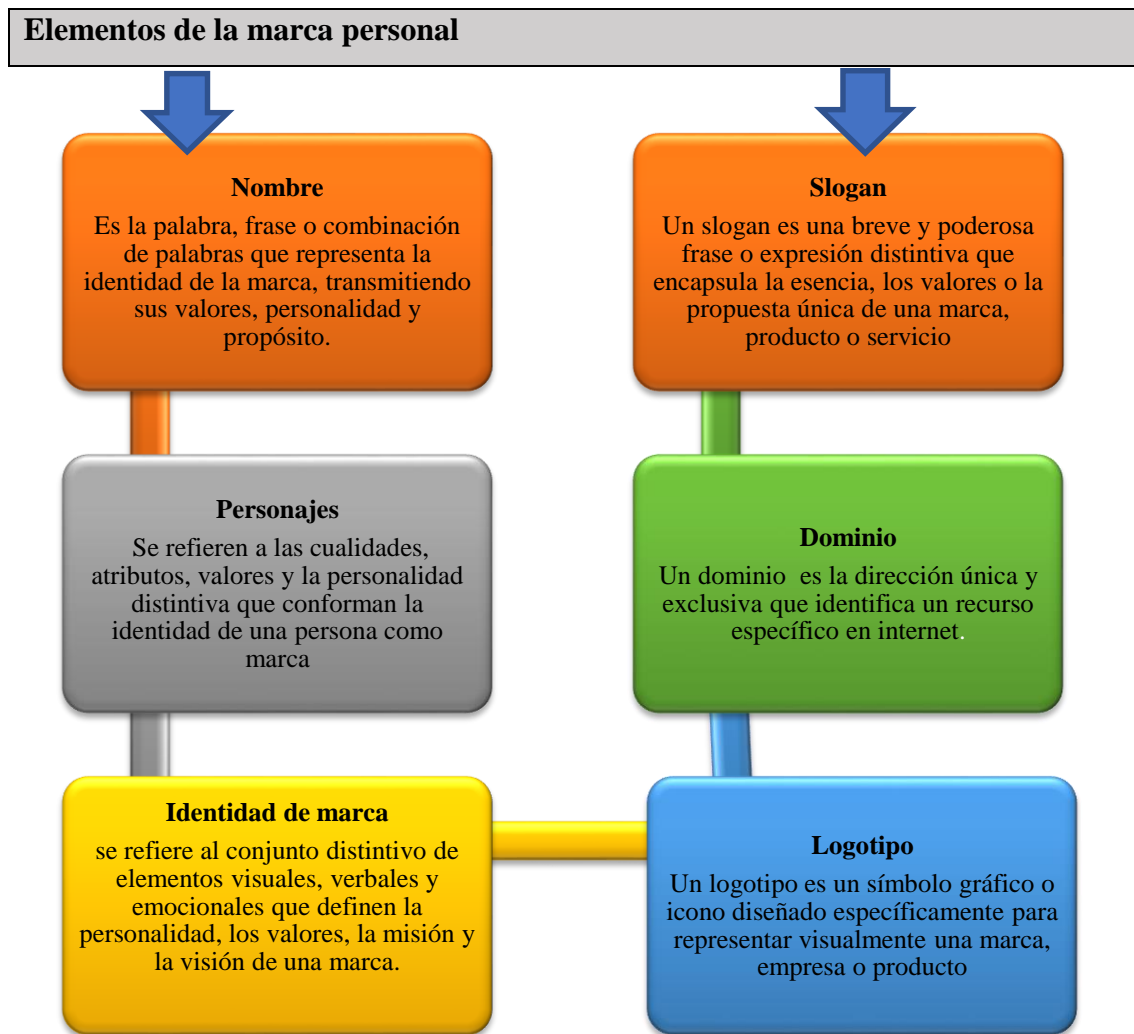 Elementos de la marca personal
Nombre
Es la palabra, frase o combinación
de palabras que representa la
identidad de la marca, transmitiendo
sus valores, personalidad y
propósito.
Personajes
Se refieren a las cualidades,
atributos, valores y la personalidad
distintiva que conforman la
identidad de una persona como
marca
Identidad de marca
se refiere al conjunto distintivo de
elementos visuales, verbales y
emocionales que definen la
personalidad, los valores, la misión y
la visión de una marca.
Logotipo
Un logotipo es un símbolo gráfico o
icono diseñado específicamente para
representar visualmente una marca,
empresa o producto
Dominio
Un dominio  es la dirección única y
exclusiva que identifica un recurso
específico en internet.
Slogan
Un slogan es una breve y poderosa
frase o expresión distintiva que
encapsula la esencia, los valores o la
propuesta única de una marca,
producto o servicio